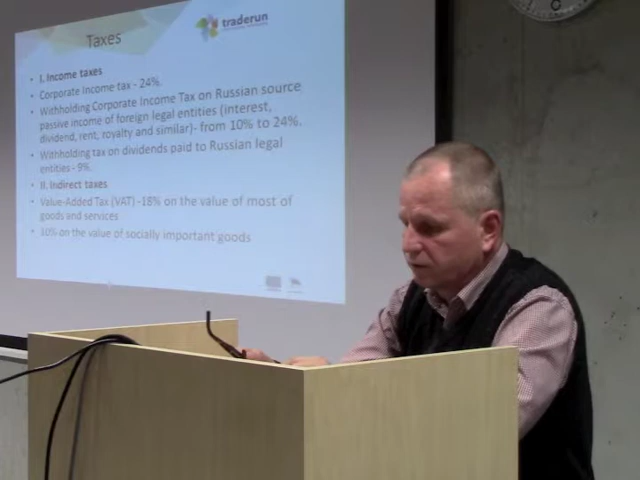 traderun
Taxes
• I. Income taxes
• Corporate income tax - 24%.
• Withholding Corporate Income Tax on Russian source
passive income of foreign legal entities (interest,
dividend, rent, royalty and similar)- from 10% to 24%.
• Withholding tax on dividends paid to Russian legal
entities - 9%.
• II. Indirect taxes
• Value-Added Tax (VAT) -18% on the value of most of
goods and services
• 10% on the value of socially important goods